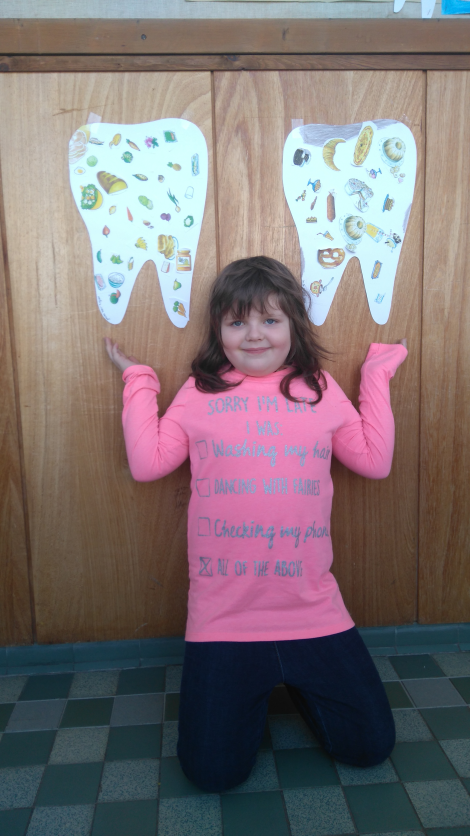 SORRY I'M LATE
I WAS
Washing my hair
DANCING WITH FAIRIES
Checking my phone
ALL OF THE ABOVE